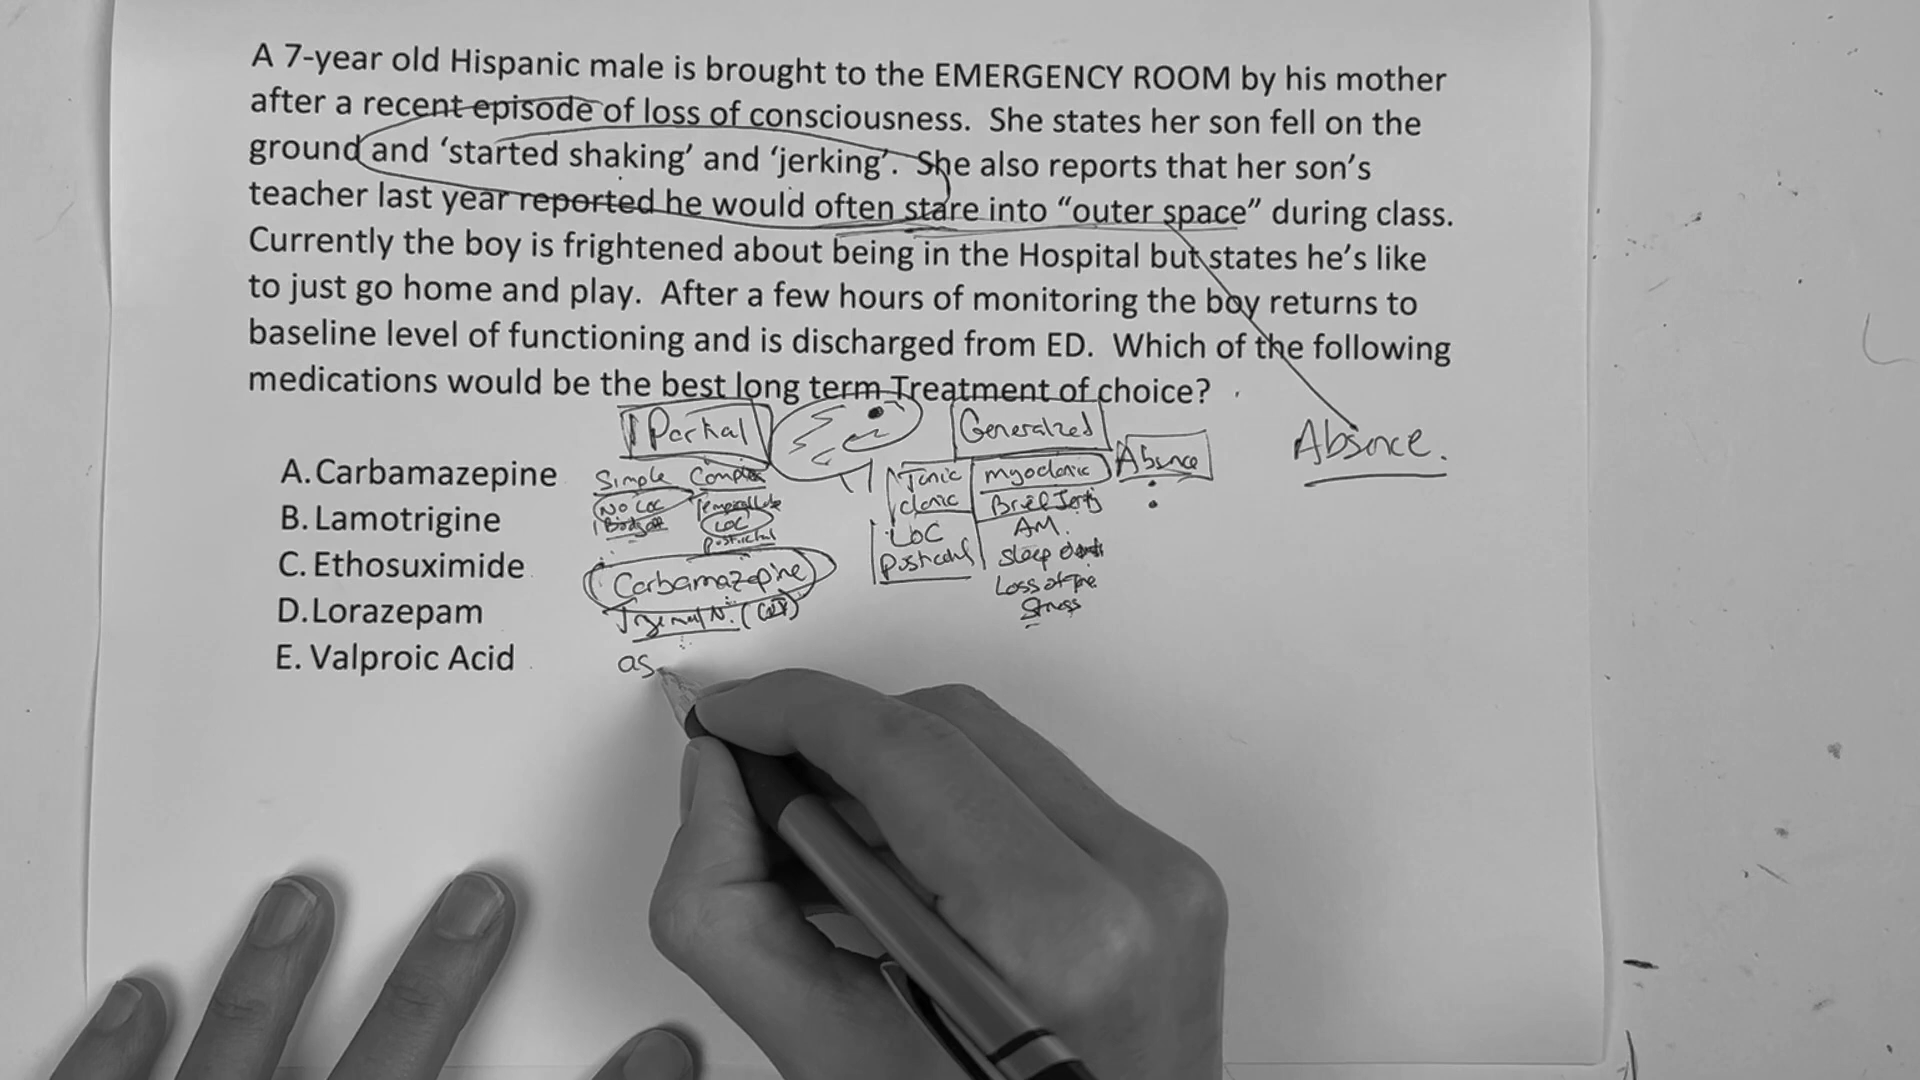 A 7-year old Hispanic male is brought to the EMERGENCY ROOM by his mother
after a recent episode of loss of consciousness. She states her son fell on the
ground and ‘started shaking’ and ‘jerking’. She also reports that her son’s
teacher last year reported he would often stare into “outer space” during class.
Currently the boy is frightened about being in the Hospital but states he’s like
to just go home and play. After a few hours of monitoring the boy returns to
baseline level of functioning and is discharged from ED. Which of the following
medications would be the best long term Treatment of choice?
Partial
Generalized
Absence.
A. Carbamazepine
B. Lamotrigine
C. Ethosuximide
D. Lorazepam
E. Valproic Acid
Simple Complex
No LOC
LOC
Carbamazepine
as
Tonic
clonic
LOC
myoclonic
Brief Jerks
AM.
Sleep
Loss of
Stress
Absence